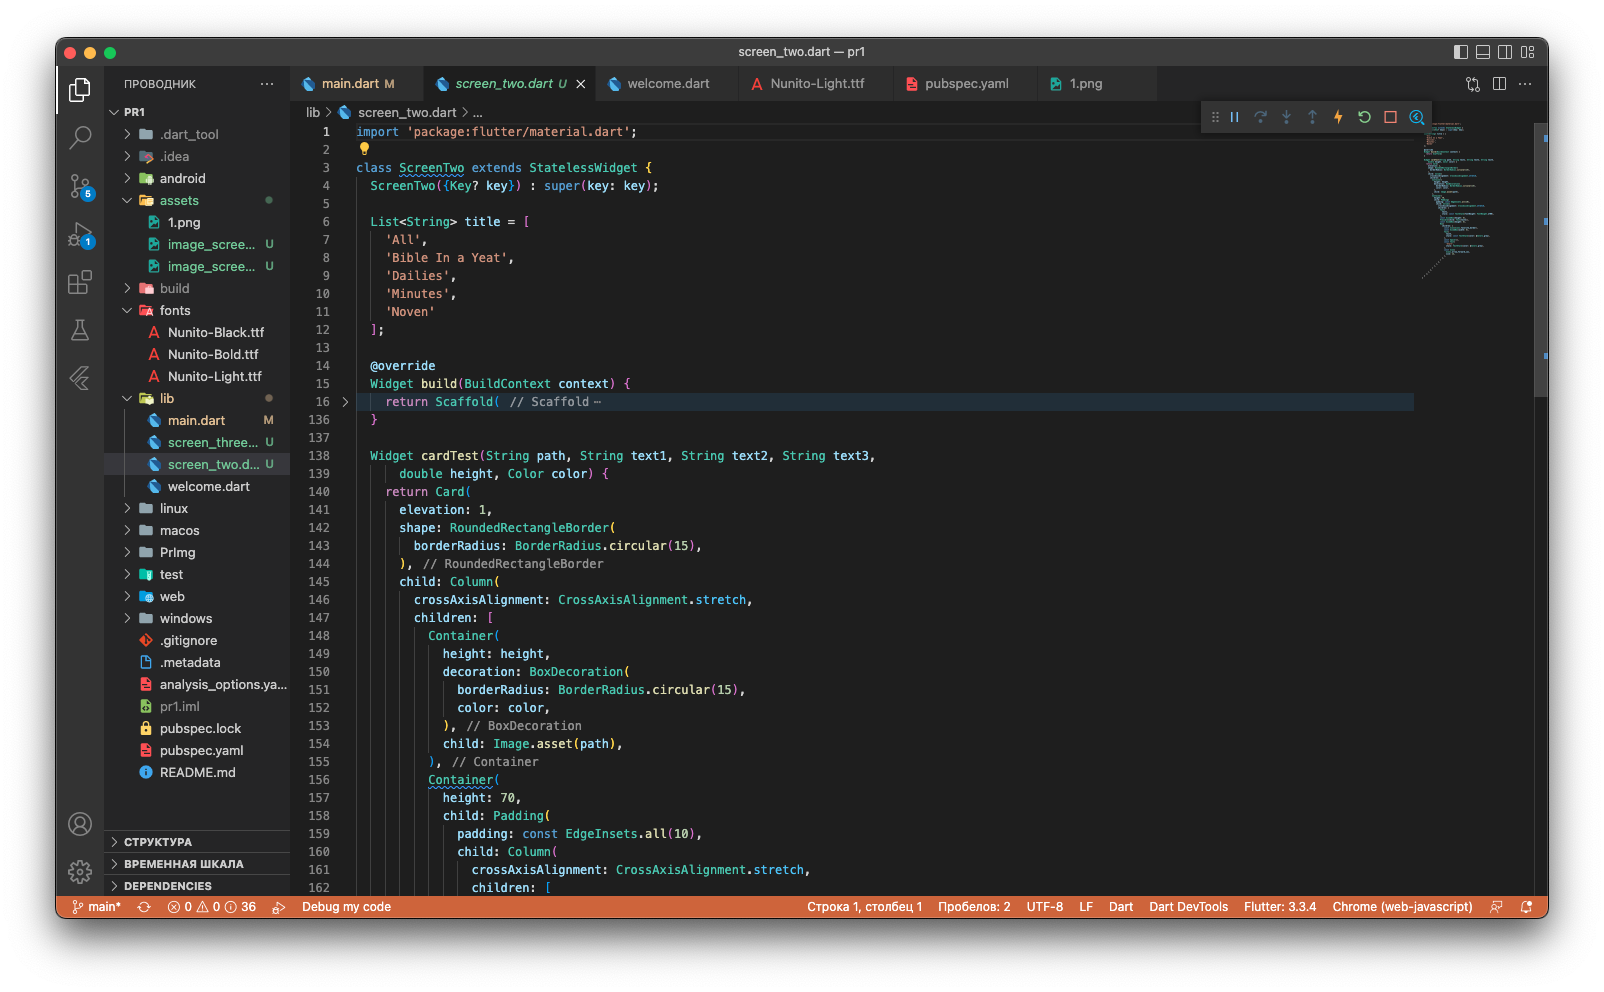 screen_two.dart — pr1
ПРОВОДНИК
PR1
.dart_tool
.idea
android
assets
1.png
image_scree... U
image_scree... U
build
fonts
Nunito-Black.ttf
Nunito-Bold.ttf
Nunito-Light.ttf
lib
main.dart M
screen_three... U
screen_two.d... U
welcome.dart
linux
macos
PrImg
test
web
windows
.gitignore
.metadata
analysis_options.ya...
pr1.iml
pubspec.lock
pubspec.yaml
README.md
СТРУКТУРА
ВРЕМЕННАЯ ШКАЛА
DEPENDENCIES
5
1
main.dart M screen_two.dart U welcome.dart Nunito-Light.ttf pubspec.yaml 1.png
lib > screen_two.dart > ...
1 import 'package:flutter/material.dart';
2
3 class ScreenTwo extends StatelessWidget {
4 ScreenTwo({Key? key}) : super(key: key);
5
6 List<String> title = [
7 'All',
8 'Bible In a Yeat',
9 'Dailies',
10 'Minutes',
11 'Noven'
12 ];
13
14 @override
15 Widget build(BuildContext context) {
16 return Scaffold( // Scaffold ⋯
136 }
137
138 Widget cardTest(String path, String text1, String text2, String text3,
139 double height, Color color) {
140 return Card(
141 elevation: 1,
142 shape: RoundedRectangleBorder(
143 borderRadius: BorderRadius.circular(15),
144 ), // RoundedRectangleBorder
145 child: Column(
146 crossAxisAlignment: CrossAxisAlignment.stretch,
147 children: [
148 Container(
149 height: height,
150 decoration: BoxDecoration(
151 borderRadius: BorderRadius.circular(15),
152 color: color,
153 ), // BoxDecoration
154 child: Image.asset(path),
155 ), // Container
156 Container(
157 height: 70,
158 child: Padding(
159 padding: const EdgeInsets.all(10),
160 child: Column(
161 crossAxisAlignment: CrossAxisAlignment.stretch,
162 children: [
main* 0 0 36 Debug my code Строка 1, столбец 1 Пробелов: 2 UTF-8 LF Dart Dart DevTools Flutter: 3.3.4 Chrome (web-javascript)